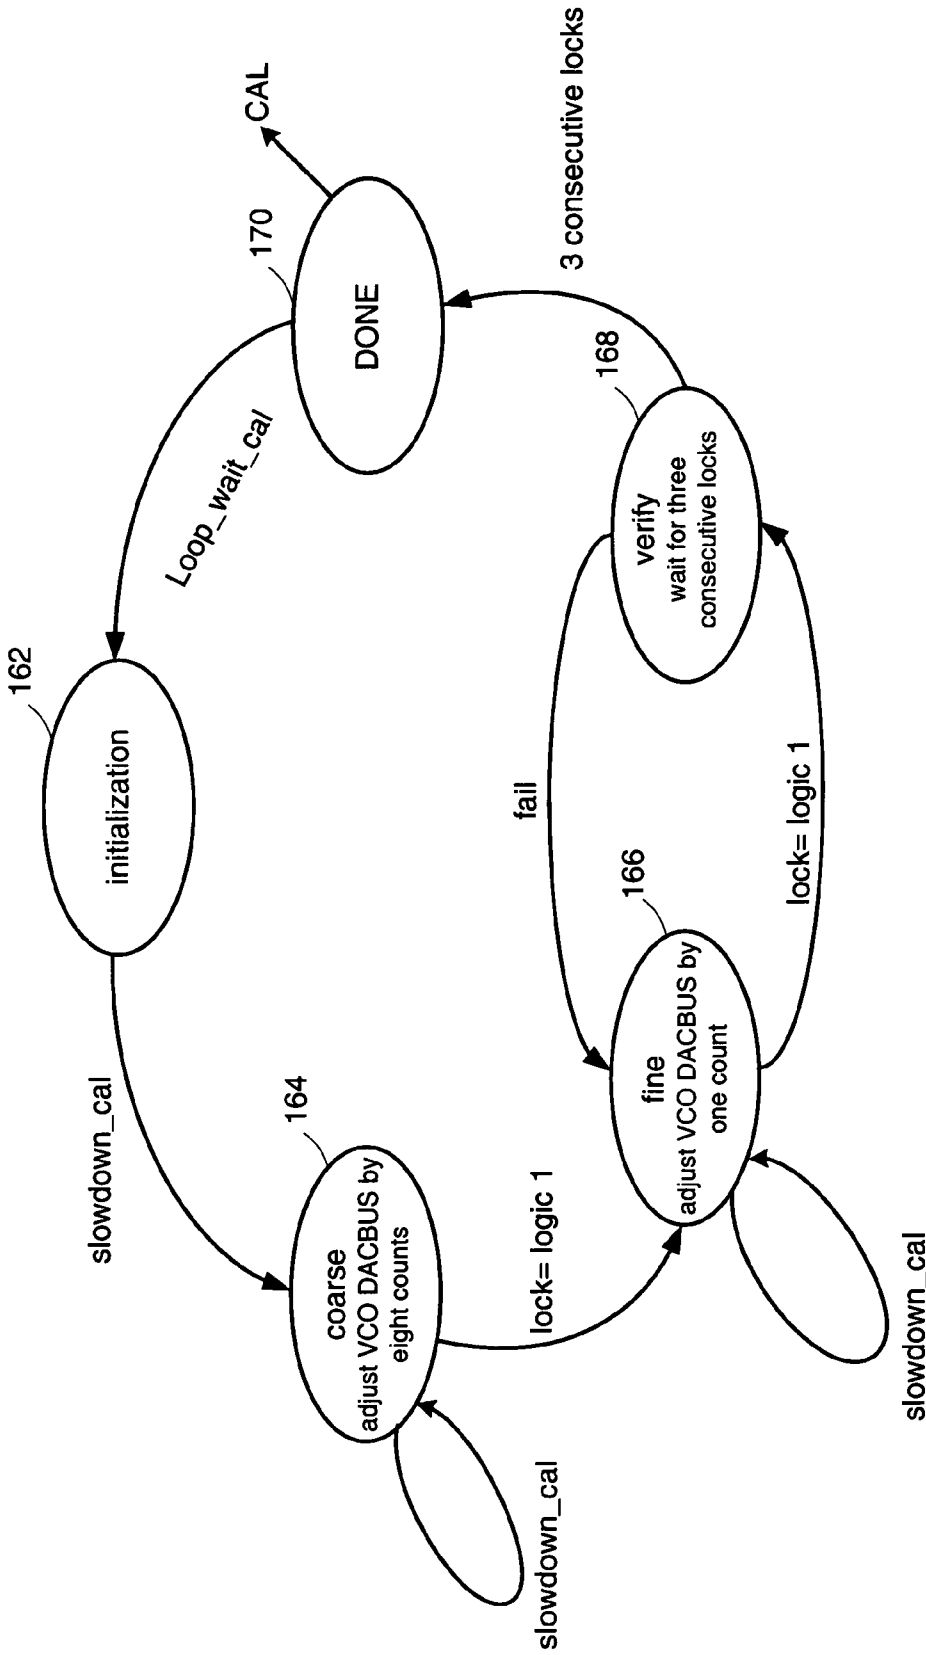 162
initialization
Loop_wait_cal
170
CAL
DONE
slowdown_cal
164
coarse
adjust VCO DACBUS by
eight counts
slowdown_cal
lock= logic 1
166
fine
adjust VCO DACBUS by
one count
slowdown_cal
fail
lock= logic 1
168
verify
wait for three
consecutive locks
3 consecutive locks